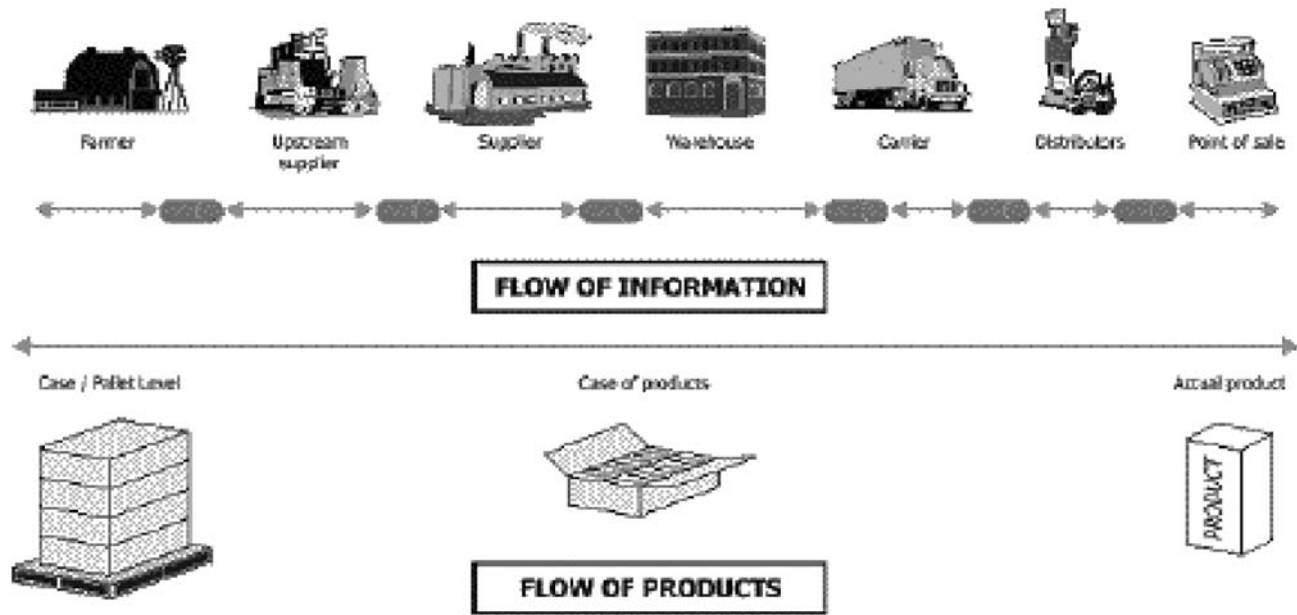 Farmer
Upstream
supplier
Supplier
Warehouse
Carrier
Distributors
Point of sale
FLOW OF INFORMATION
Case / Pallet Level
Case of products
Actual product
PRODUCT
FLOW OF PRODUCTS